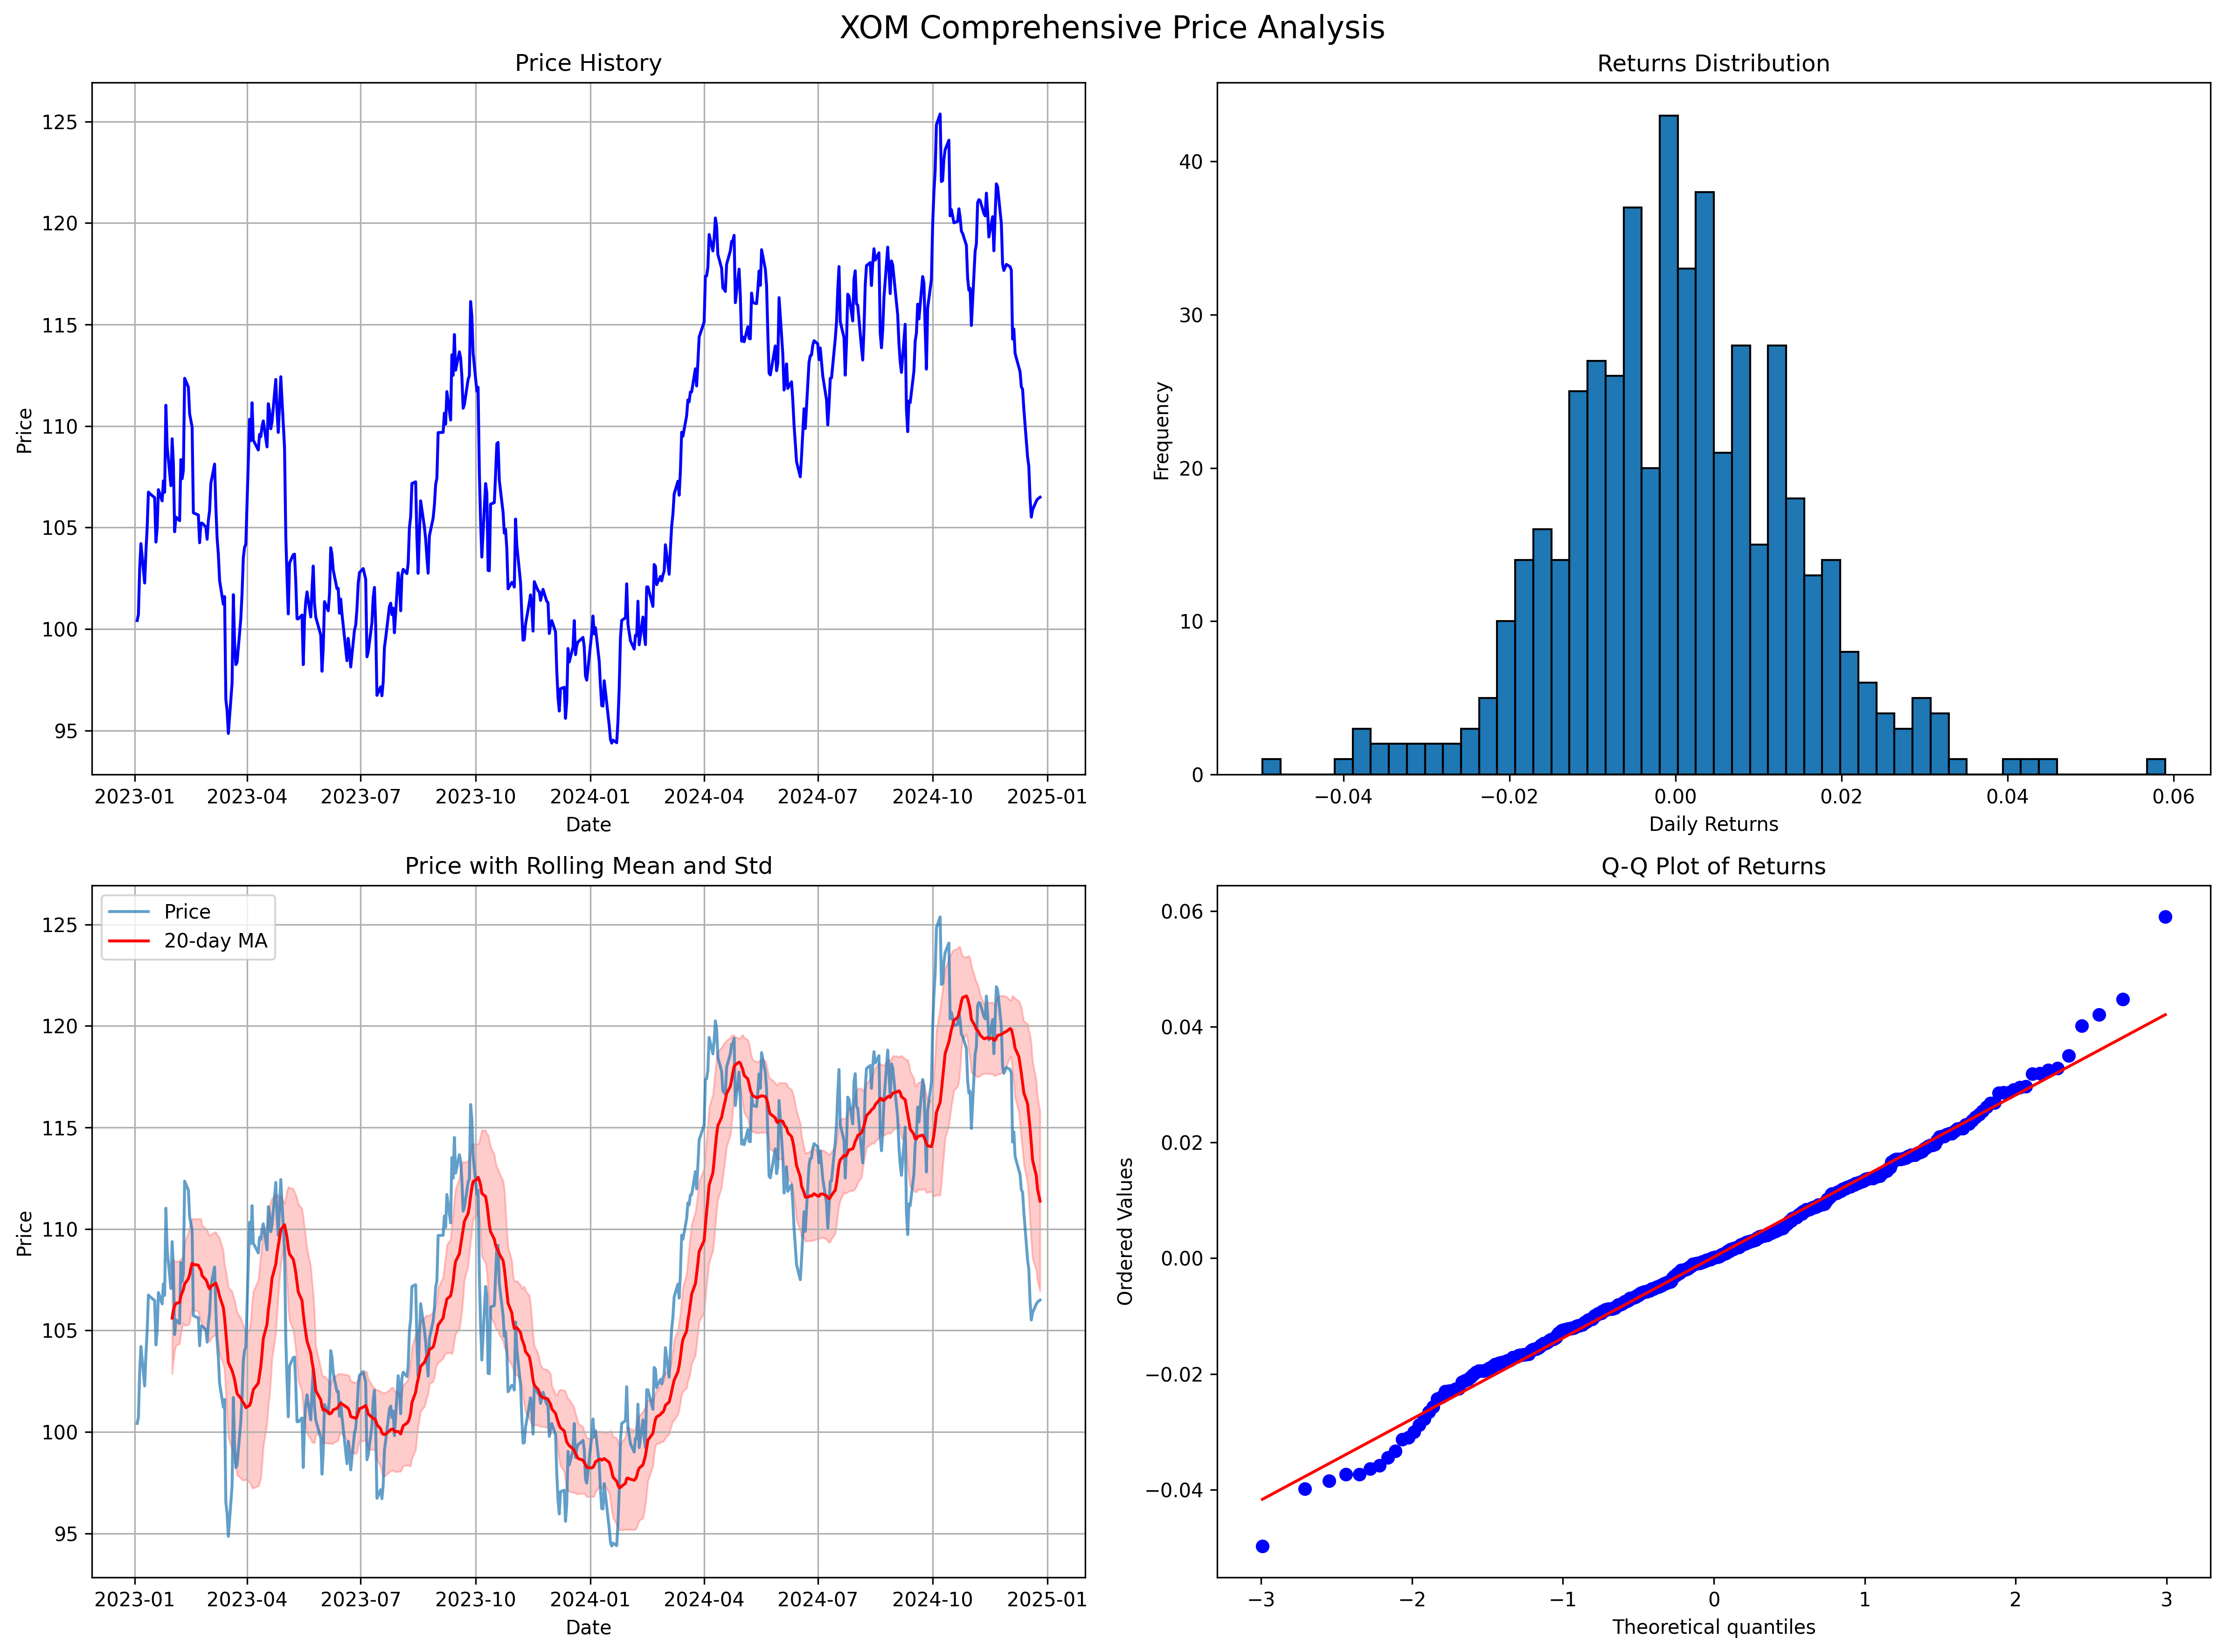 XOM Comprehensive Price Analysis
Price History
Price
125
120
115
110
105
100
95
2023-01 2023-04 2023-07 2023-10 2024-01 2024-04 2024-07 2024-10 2025-01
Date
Returns Distribution
Frequency
40
30
20
10
0
−0.04 −0.02 0.00 0.02 0.04 0.06
Daily Returns
Price with Rolling Mean and Std
Price
20-day MA
Price
125
120
115
110
105
100
95
2023-01 2023-04 2023-07 2023-10 2024-01 2024-04 2024-07 2024-10 2025-01
Date
Q-Q Plot of Returns
Ordered Values
0.06
0.04
0.02
0.00
−0.02
−0.04
−3 −2 −1 0 1 2 3
Theoretical quantiles